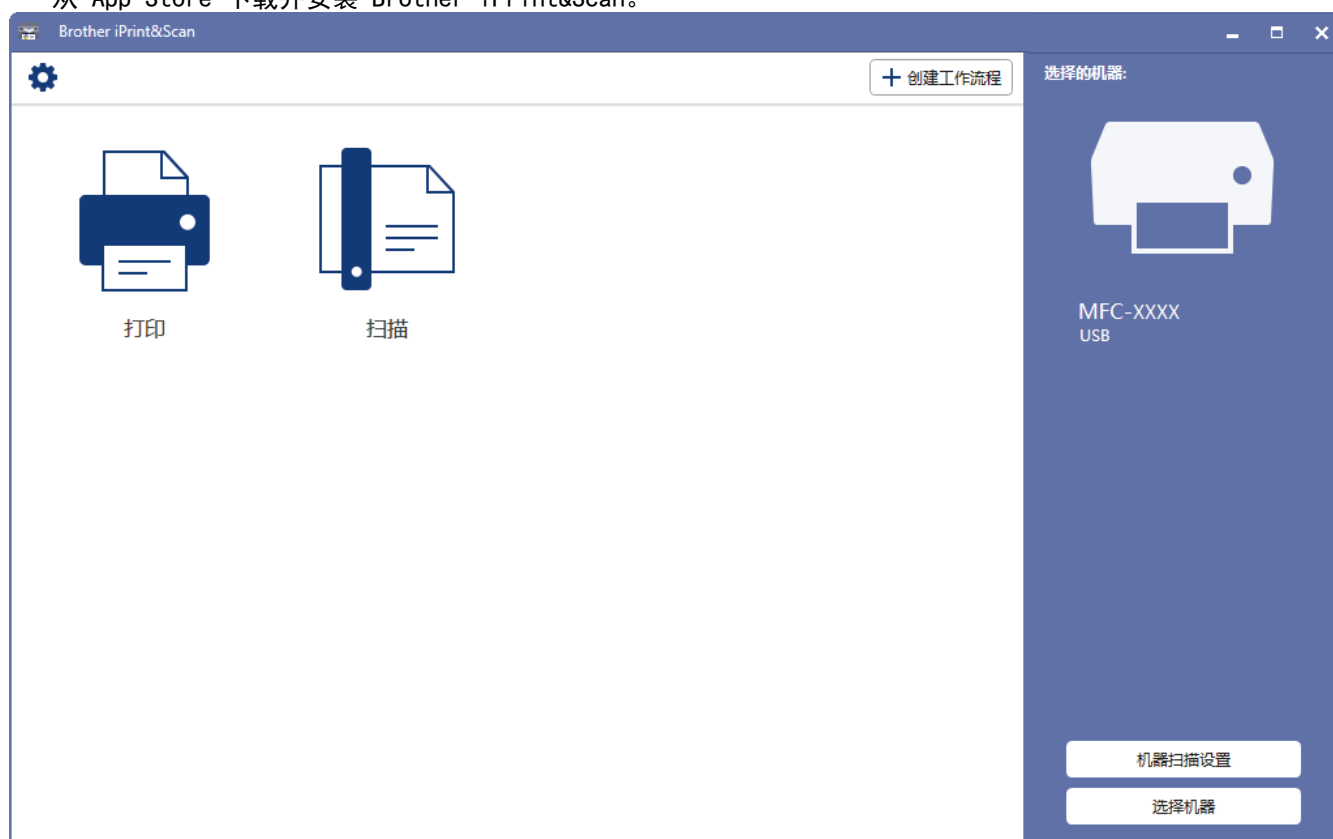 从 App Store 下载并安装 Brother iPrint&Scan。
Brother iPrint&Scan
创建工作流程
选择的机器:
打印
扫描
MFC-XXXX
USB
机器扫描设置
选择机器